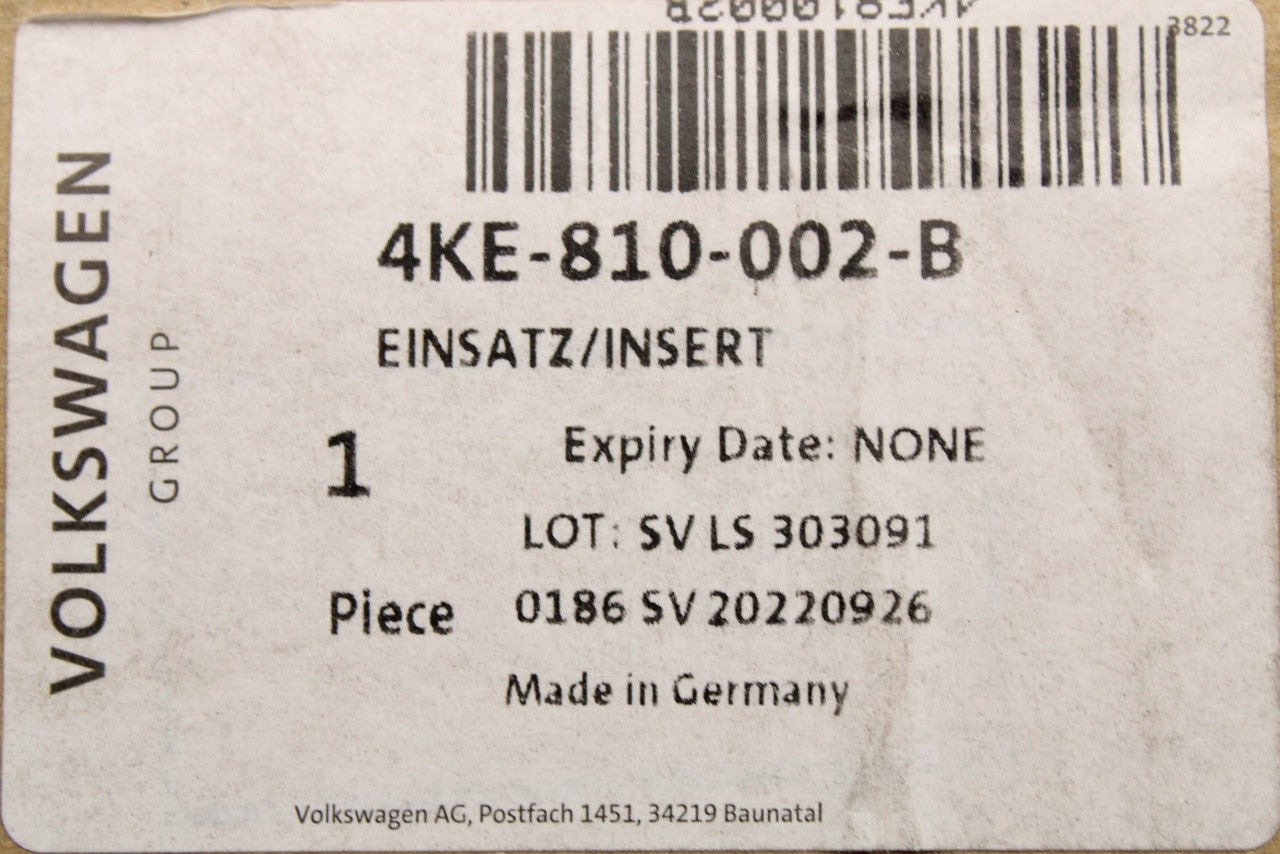 4KE810002B
3822
4KE-810-002-B
EINSATZ/INSERT
1
Expiry Date: NONE
LOT: SV LS 303091
Piece
0186 SV 20220926
Made in Germany
Volkswagen AG, Postfach 1451, 34219 Baunatal
VOLKSWAGEN
GROUP